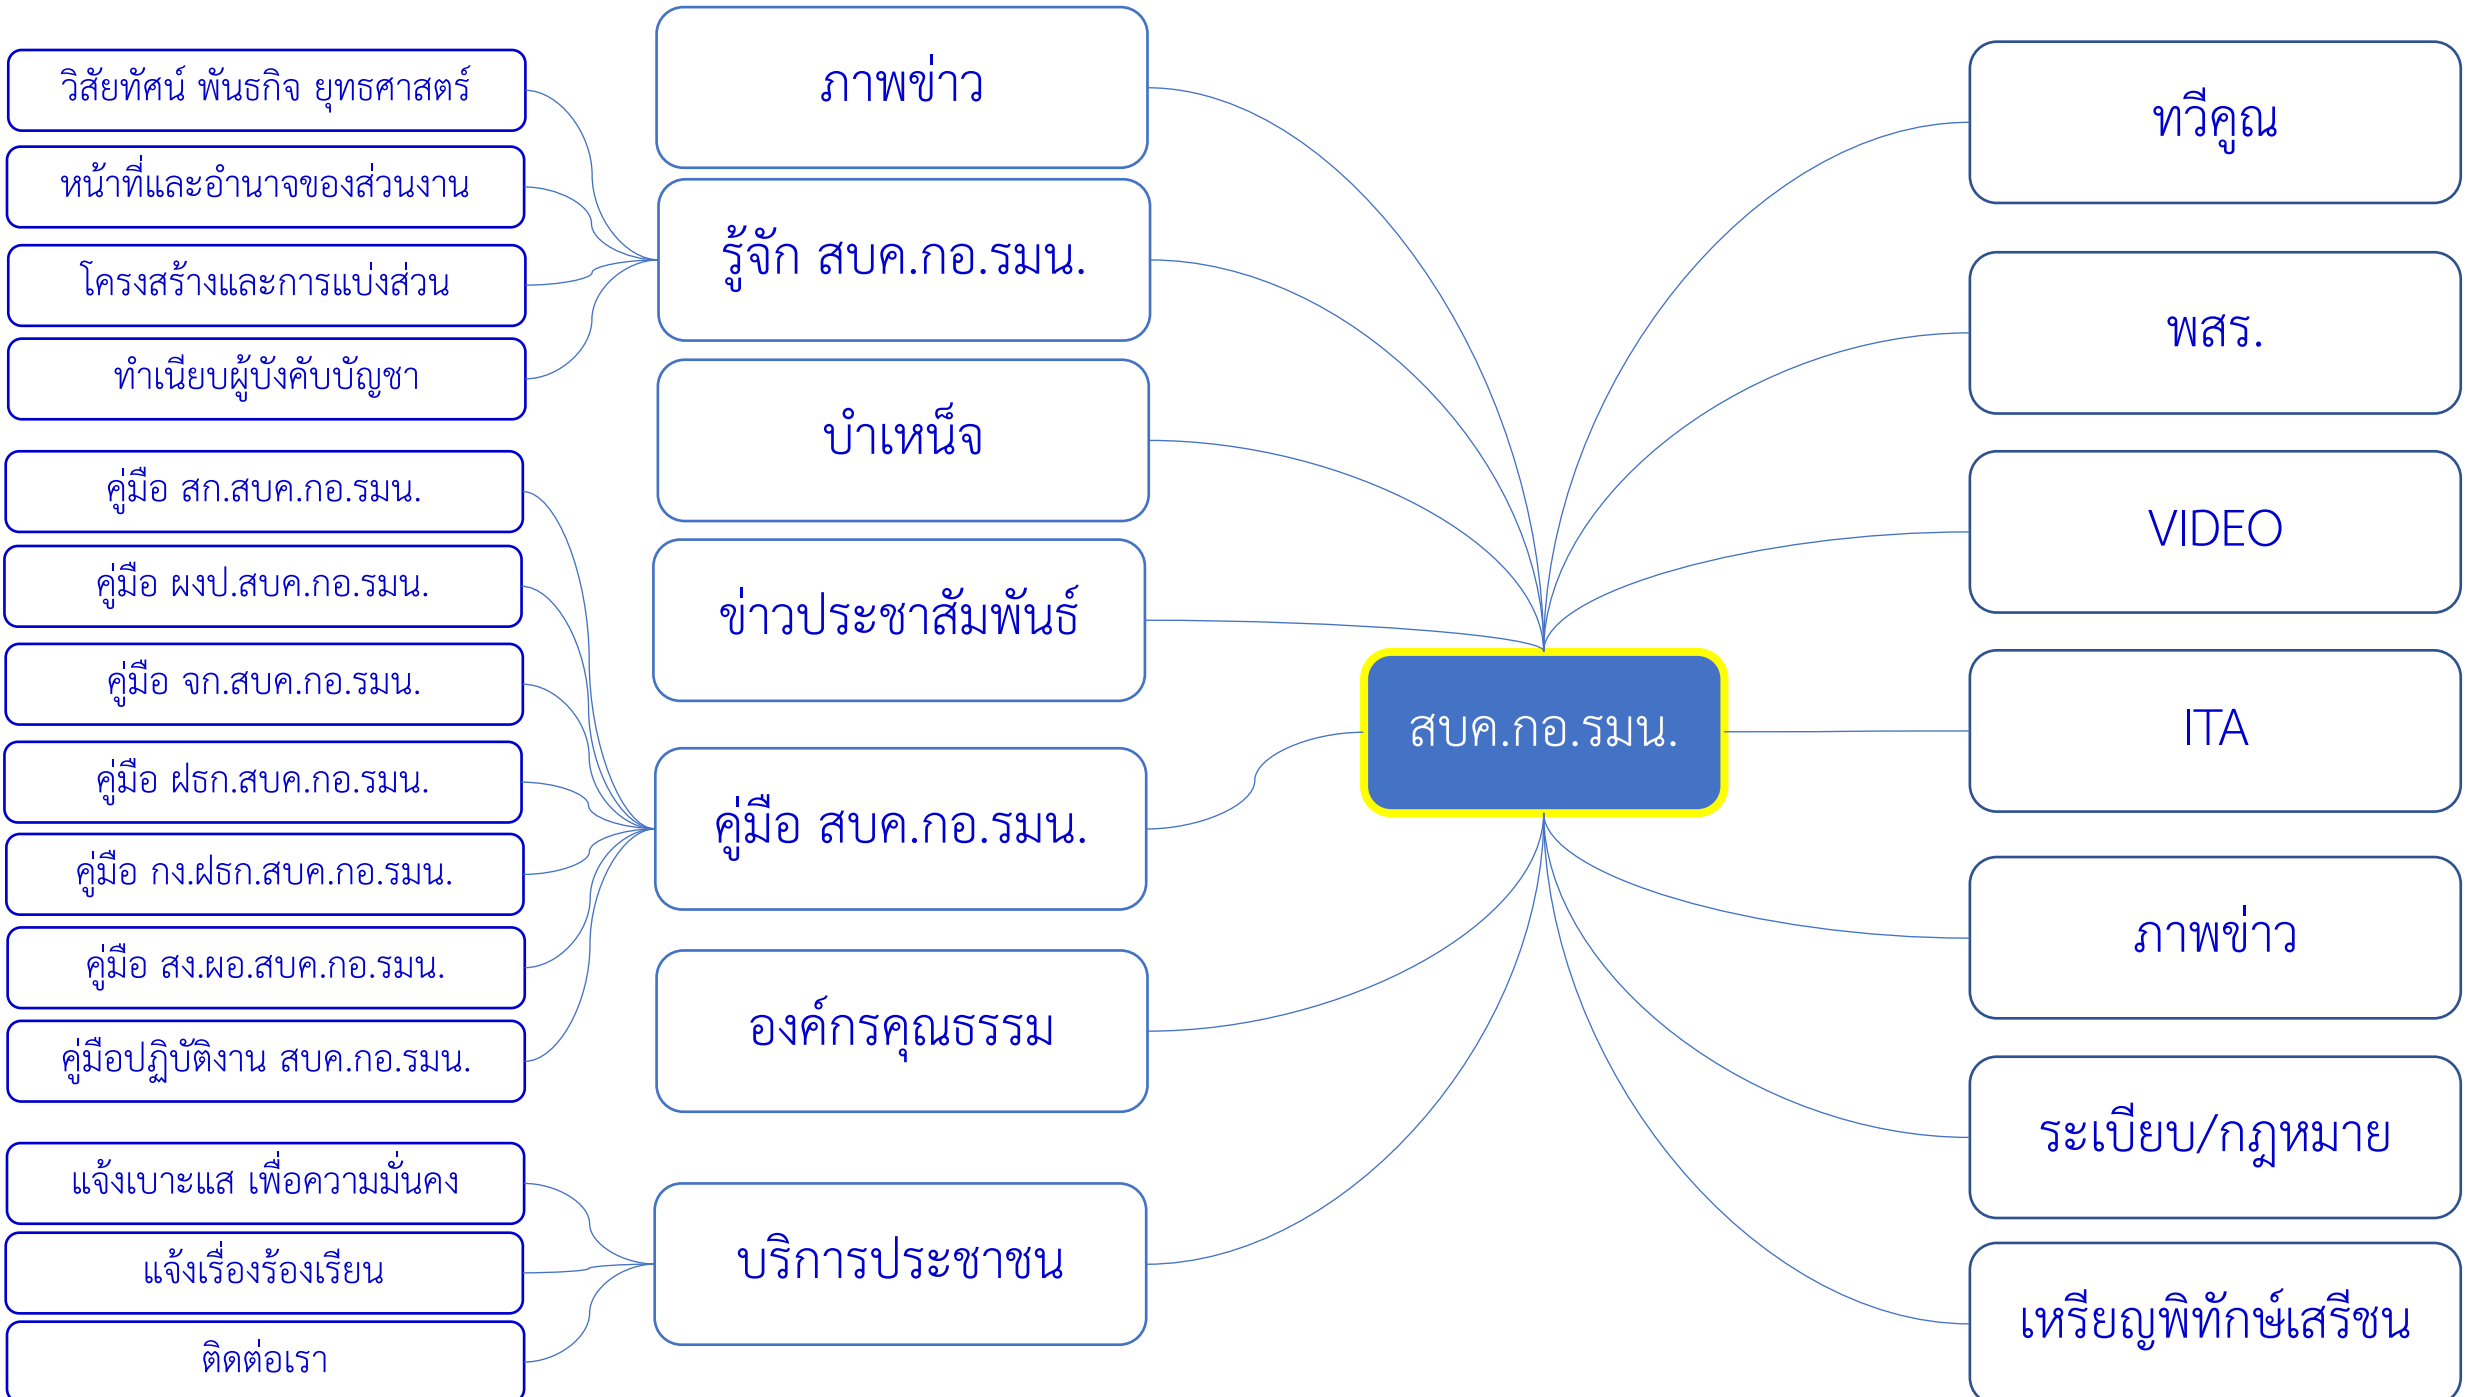 วิสัยทัศน์ พันธกิจ ยุทธศาสตร์
หน้าที่และอำนาจของส่วนงาน
โครงสร้างและการแบ่งส่วน
ทำเนียบผู้บังคับบัญชา
คู่มือ สก.สบค.กอ.รมน.
คู่มือ ผงป.สบค.กอ.รมน.
คู่มือ จก.สบค.กอ.รมน.
คู่มือ ฝธก.สบค.กอ.รมน.
คู่มือ กง.ฝธก.สบค.กอ.รมน.
คู่มือ สง.ผอ.สบค.กอ.รมน.
คู่มือปฏิบัติงาน สบค.กอ.รมน.
แจ้งเบาะแส เพื่อความมั่นคง
แจ้งเรื่องร้องเรียน
ติดต่อเรา
ภาพข่าว
รู้จัก สบค.กอ.รมน.
บำเหน็จ
ข่าวประชาสัมพันธ์
คู่มือ สบค.กอ.รมน.
องค์กรคุณธรรม
บริการประชาชน
สบค.กอ.รมน.
ทวีคูณ
พสร.
VIDEO
ITA
ภาพข่าว
ระเบียบ/กฎหมาย
เหรียญพิทักษ์เสรีชน